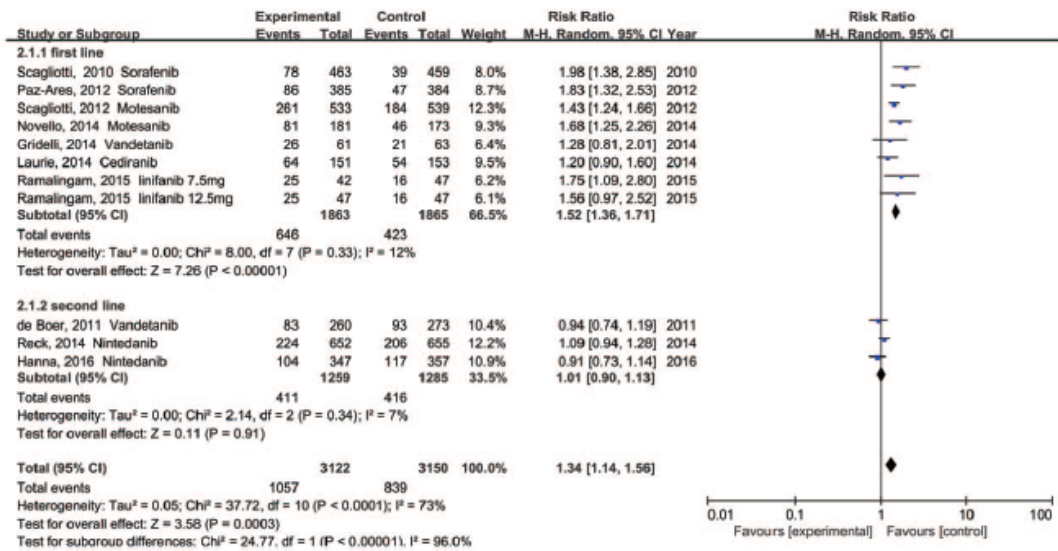 Experimental Control Risk Ratio Risk Ratio
Study or Subgroup Events Total Events Total Weight M-H, Random, 95% CI Year M-H, Random, 95% CI
2.1.1 first line
Scagliotti, 2010 Sorafenib 78 463 39 459 8.0% 1.98 [1.38, 2.85] 2010
Paz-Ares, 2012 Sorafenib 86 385 47 384 8.7% 1.83 [1.32, 2.53] 2012
Scagliotti, 2012 Motesanib 261 533 184 539 12.3% 1.43 [1.24, 1.66] 2012
Novello, 2014 Motesanib 81 181 46 173 9.3% 1.68 [1.25, 2.26] 2014
Gridelli, 2014 Vandetanib 26 61 21 63 6.4% 1.28 [0.81, 2.01] 2014
Laurie, 2014 Cediranib 64 151 54 153 9.5% 1.20 [0.90, 1.60] 2014
Ramalingam, 2015 linifanib 7.5mg 25 42 16 47 6.2% 1.75 [1.09, 2.80] 2015
Ramalingam, 2015 linifanib 12.5mg 25 47 16 47 6.1% 1.56 [0.97, 2.52] 2015
Subtotal (95% CI) 1863 1865 66.5% 1.52 [1.36, 1.71]
Total events 646 423
Heterogeneity: Tau² = 0.00; Chi² = 8.00, df = 7 (P = 0.33); I² = 12%
Test for overall effect: Z = 7.26 (P < 0.00001)
2.1.2 second line
de Boer, 2011 Vandetanib 83 260 93 273 10.4% 0.94 [0.74, 1.19] 2011
Reck, 2014 Nintedanib 224 652 206 655 12.2% 1.09 [0.94, 1.28] 2014
Hanna, 2016 Nintedanib 104 347 117 357 10.9% 0.91 [0.73, 1.14] 2016
Subtotal (95% CI) 1259 1285 33.5% 1.01 [0.90, 1.13]
Total events 411 416
Heterogeneity: Tau² = 0.00; Chi² = 2.14, df = 2 (P = 0.34); I² = 7%
Test for overall effect: Z = 0.11 (P = 0.91)
Total (95% CI) 3122 3150 100.0% 1.34 [1.14, 1.56]
Total events 1057 839
Heterogeneity: Tau² = 0.05; Chi² = 37.72, df = 10 (P < 0.0001); I² = 73%
Test for overall effect: Z = 3.58 (P = 0.0003)
Test for subgroup differences: Chi² = 24.77, df = 1 (P < 0.00001), I² = 96.0%
0.01 0.1 1 10 100
Favours [experimental] Favours [control]